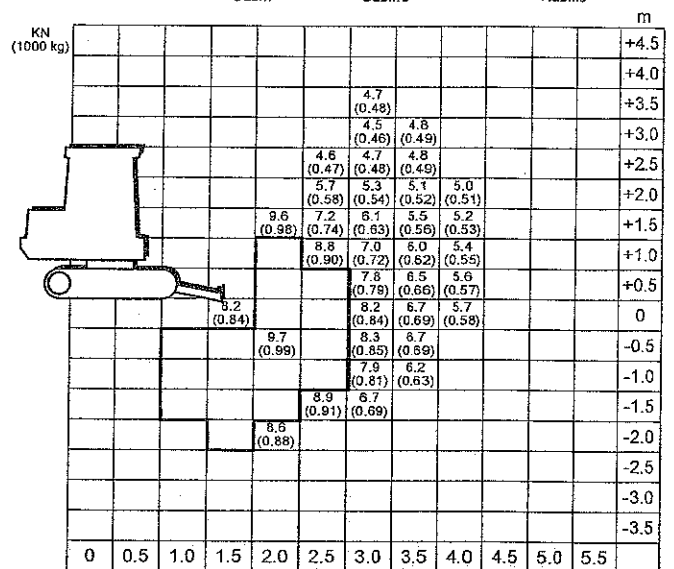 m
KN
(1000 kg)
+4.5
+4.0
4.7
(0.48)
+3.5
4.5 4.8
(0.46) (0.49)
+3.0
4.6 4.7 4.8
(0.47) (0.48) (0.49)
+2.5
5.7 5.3 5.1 5.0
(0.58) (0.54) (0.52) (0.51)
+2.0
9.6 7.2 6.1 5.5 5.2
(0.98) (0.74) (0.63) (0.56) (0.53)
+1.5
8.8 7.0 6.0 5.4
(0.90) (0.72) (0.62) (0.55)
+1.0
7.8 6.5 5.6
(0.79) (0.66) (0.57)
+0.5
8.2 8.2 6.7 5.7
(0.84) (0.84) (0.69) (0.58)
0
9.7 8.3 6.7
(0.99) (0.85) (0.69)
-0.5
7.9 6.2
(0.81) (0.63)
-1.0
8.9 6.7
(0.91) (0.69)
-1.5
8.6
(0.88)
-2.0
-2.5
-3.0
-3.5
0 0.5 1.0 1.5 2.0 2.5 3.0 3.5 4.0 4.5 5.0 5.5